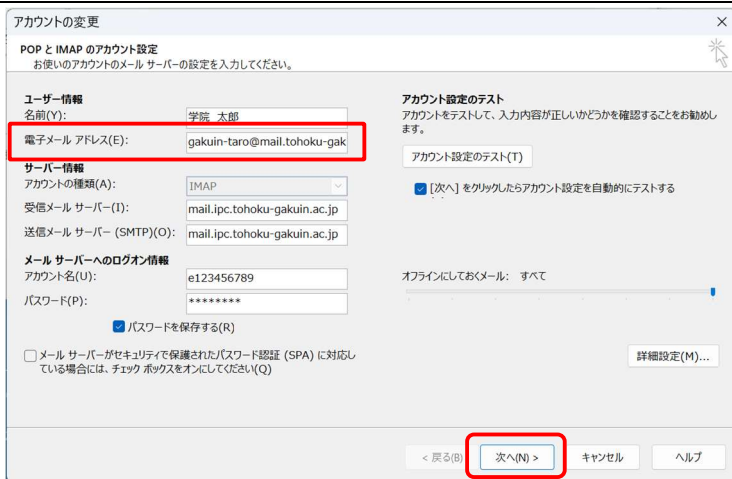 アカウントの変更
POP と IMAP のアカウント設定
お使いのアカウントのメール サーバーの設定を入力してください。
ユーザー情報
名前(Y):
学院 太郎
電子メール アドレス(E):
gakuin-taro@mail.tohoku-gak
サーバー情報
アカウントの種類(A):
IMAP
受信メール サーバー(I):
mail.ipc.tohoku-gakuin.ac.jp
送信メール サーバー (SMTP)(O):
mail.ipc.tohoku-gakuin.ac.jp
メール サーバーへのログオン情報
アカウント名(U):
e123456789
パスワード(P):
********
パスワードを保存する(R)
メール サーバーがセキュリティで保護されたパスワード認証 (SPA) に対応し
ている場合には、チェック ボックスをオンにしてください(Q)
アカウント設定のテスト
アカウントをテストして、入力内容が正しいかどうかを確認することをお勧めし
ます。
アカウント設定のテスト(T)
[次へ] をクリックしたらアカウント設定を自動的にテストする
オフラインにしておくメール: すべて
詳細設定(M)...
< 戻る(B)
次へ(N) >
キャンセル
ヘルプ